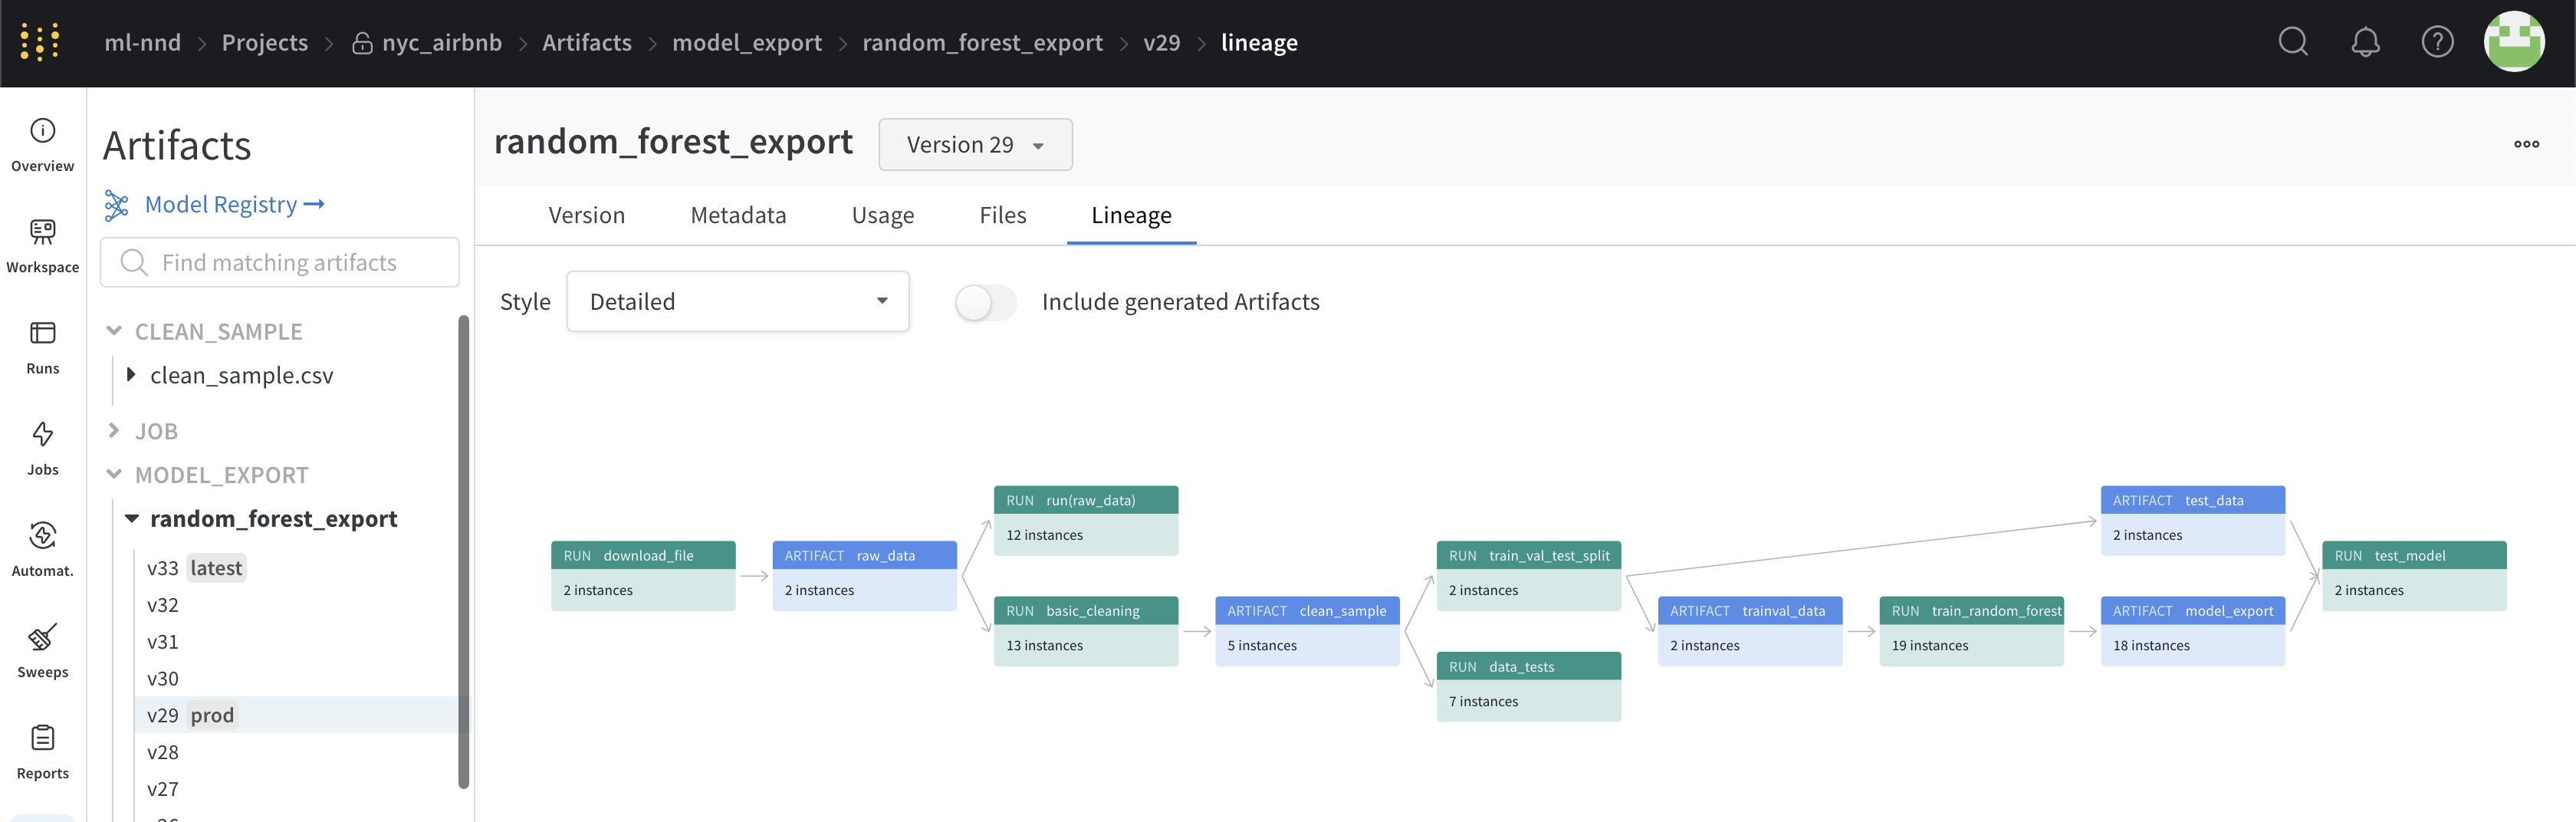 ml-nnd > Projects > nyc_airbnb > Artifacts > model_export > random_forest_export > v29 > lineage
Overview
Workspace
Runs
Jobs
Automat.
Sweeps
Reports
Artifacts
Model Registry →
Find matching artifacts
CLEAN_SAMPLE
clean_sample.csv
JOB
MODEL_EXPORT
random_forest_export
v33 latest
v32
v31
v30
v29 prod
v28
v27
random_forest_export
Version 29
Version Metadata Usage Files Lineage
Style Detailed Include generated Artifacts
RUN download_file
2 instances
ARTIFACT raw_data
2 instances
RUN run(raw_data)
12 instances
RUN basic_cleaning
13 instances
ARTIFACT clean_sample
5 instances
RUN train_val_test_split
2 instances
RUN data_tests
7 instances
ARTIFACT trainval_data
2 instances
RUN train_random_forest
19 instances
ARTIFACT test_data
2 instances
ARTIFACT model_export
18 instances
RUN test_model
2 instances